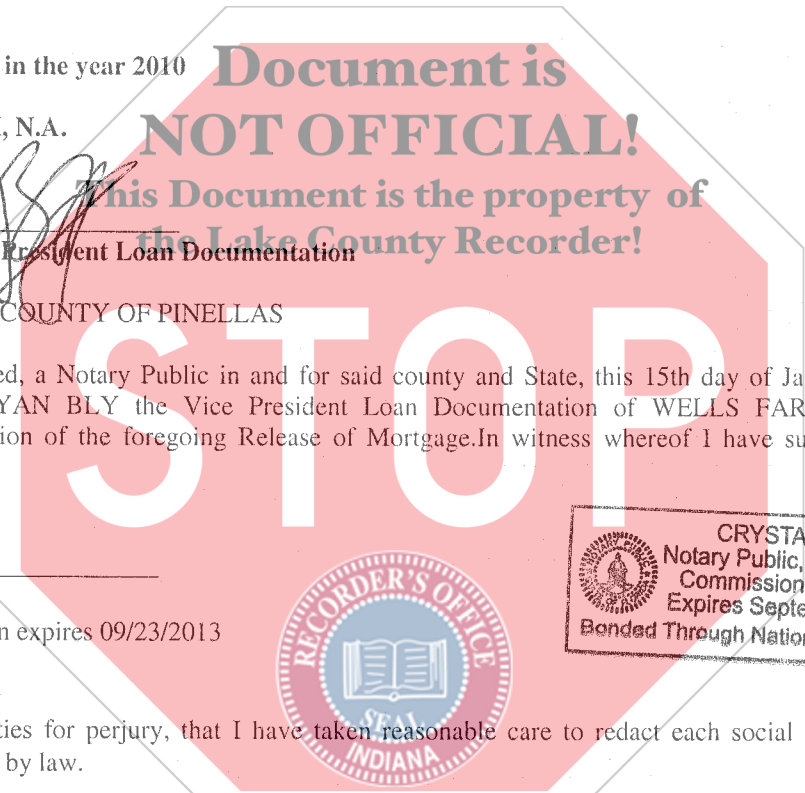 in the year 2010
Document is
NOT OFFICIAL!
, N.A.
This Document is the property of
the Lake County Recorder!
President Loan Documentation
COUNTY OF PINELLAS
STOP
ed, a Notary Public in and for said county and State, this 15th day of Ja
YAN BLY the Vice President Loan Documentation of WELLS FAR
ion of the foregoing Release of Mortgage.In witness whereof I have su
CRYSTA
Notary Public,
Commission
Expires Septe
Bonded Through Nation
n expires 09/23/2013
RECORDER'S OFFICE
SEAL
INDIANA
ties for perjury, that I have taken reasonable care to redact each social
by law.